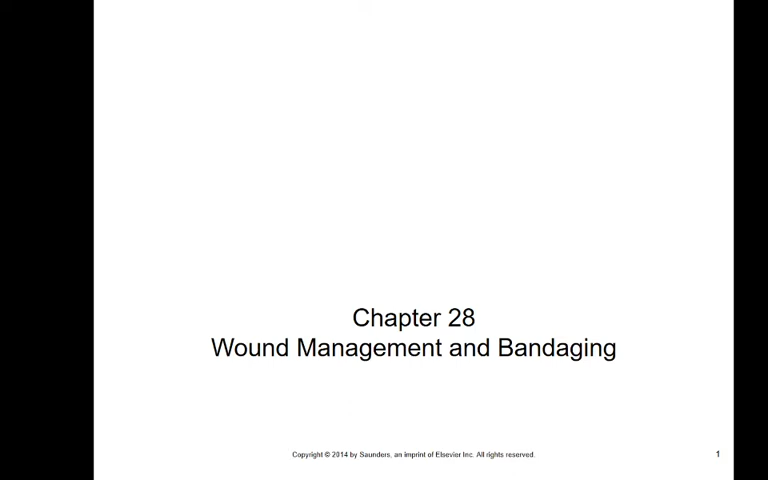 Chapter 28
Wound Management and Bandaging
Copyright © 2014 by Saunders, an imprint of Elsevier Inc. All rights reserved.
1